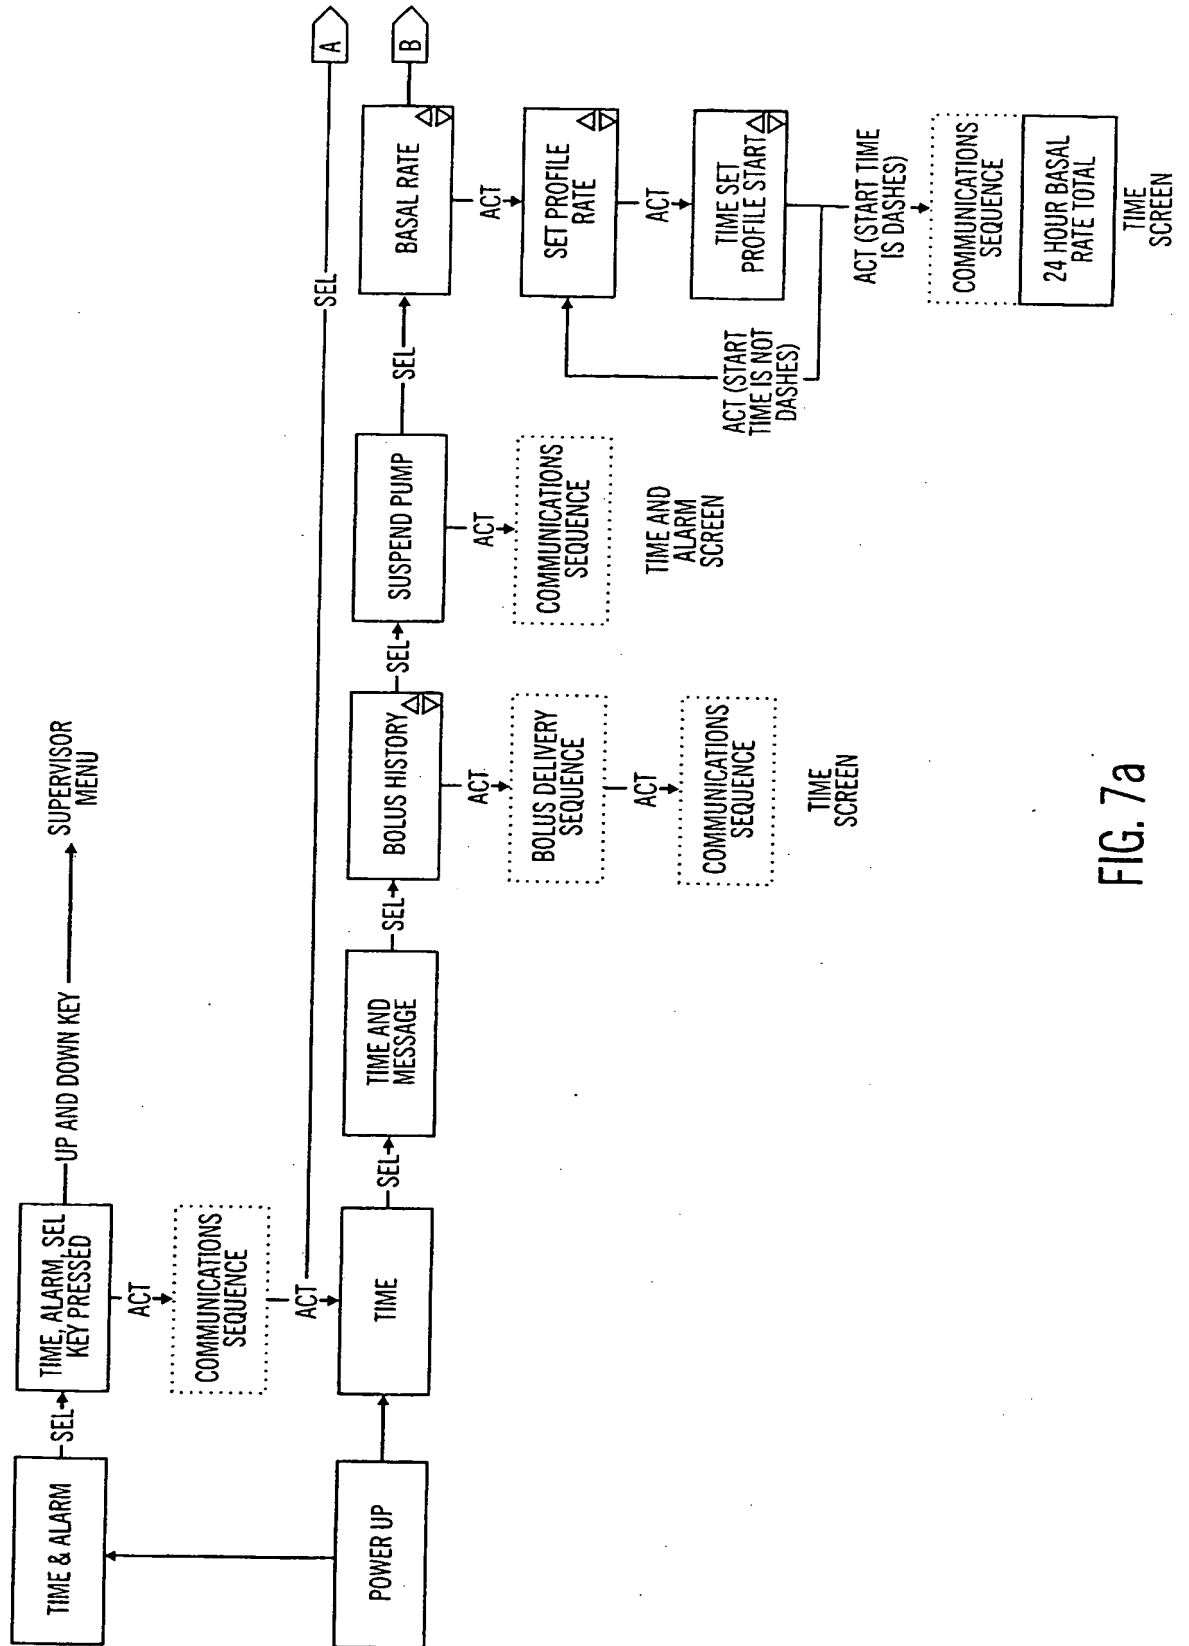 TIME & ALARM
SEL
TIME, ALARM, SEL
KEY PRESSED
UP AND DOWN KEY
SUPERVISOR
MENU
ACT
COMMUNICATIONS
SEQUENCE
ACT
SEL
A
POWER UP
TIME
SEL
TIME AND
MESSAGE
SEL
BOLUS HISTORY
SEL
SUSPEND PUMP
SEL
BASAL RATE
B
ACT
BOLUS DELIVERY
SEQUENCE
ACT
COMMUNICATIONS
SEQUENCE
TIME
SCREEN
ACT
COMMUNICATIONS
SEQUENCE
TIME AND
ALARM
SCREEN
ACT
SET PROFILE
RATE
ACT
TIME SET
PROFILE START
ACT (START
TIME IS NOT
DASHES)
ACT (START TIME
IS DASHES)
COMMUNICATIONS
SEQUENCE
24 HOUR BASAL
RATE TOTAL
TIME
SCREEN
FIG. 7a